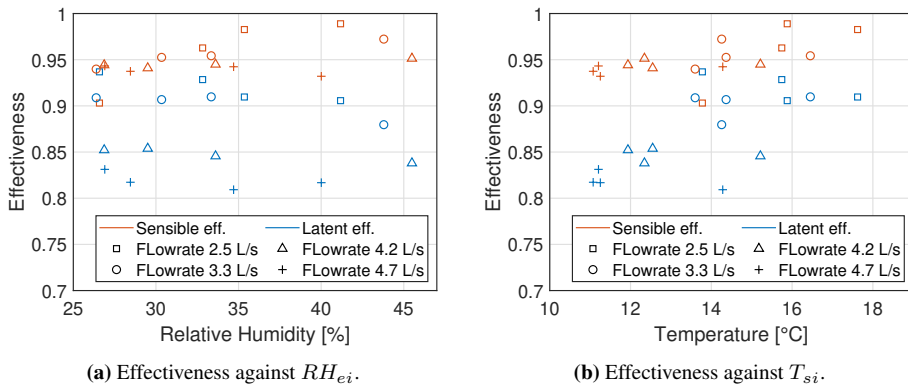 1
0.95
0.9
0.85
0.8
0.75
0.7
Effectiveness
Sensible eff.
Latent eff.
FLowrate 2.5 L/s
FLowrate 4.2 L/s
FLowrate 3.3 L/s
FLowrate 4.7 L/s
25 30 35 40 45
Relative Humidity [%]
(a) Effectiveness against RH_{ei}.
1
0.95
0.9
0.85
0.8
0.75
0.7
Effectiveness
Sensible eff.
Latent eff.
FLowrate 2.5 L/s
FLowrate 4.2 L/s
FLowrate 3.3 L/s
FLowrate 4.7 L/s
10 12 14 16 18
Temperature [°C]
(b) Effectiveness against T_{si}.